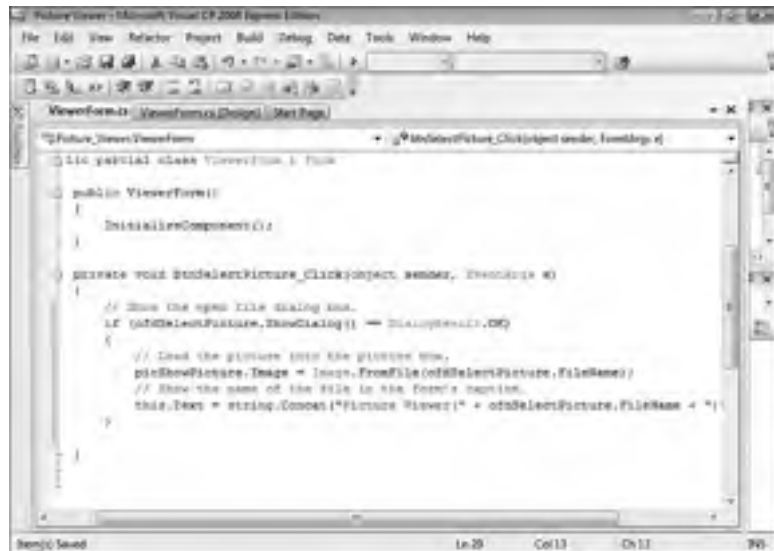 Picture Viewer - Microsoft Visual C# 2008 Express Edition
File Edit View Refactor Project Build Debug Data Tools Window Help
ViewerForm.cs ViewerForm.cs [Design] Start Page
Picture_Viewer.ViewerForm btnSelectPicture_Click(object sender, EventArgs e)
lic partial class ViewerForm : Form
public ViewerForm()
{
InitializeComponent();
}
private void btnSelectPicture_Click(object sender, EventArgs e)
{
// Show the open file dialog box.
if (ofdSelectPicture.ShowDialog() == DialogResult.OK)
{
// Load the picture into the picture box.
picShowPicture.Image = Image.FromFile(ofdSelectPicture.FileName);
// Show the name of the file in the form's caption.
this.Text = string.Concat("Picture Viewer(" + ofdSelectPicture.FileName + ")
}
}
Item(s) Saved Ln 29 Col 13 Ch 13 INS